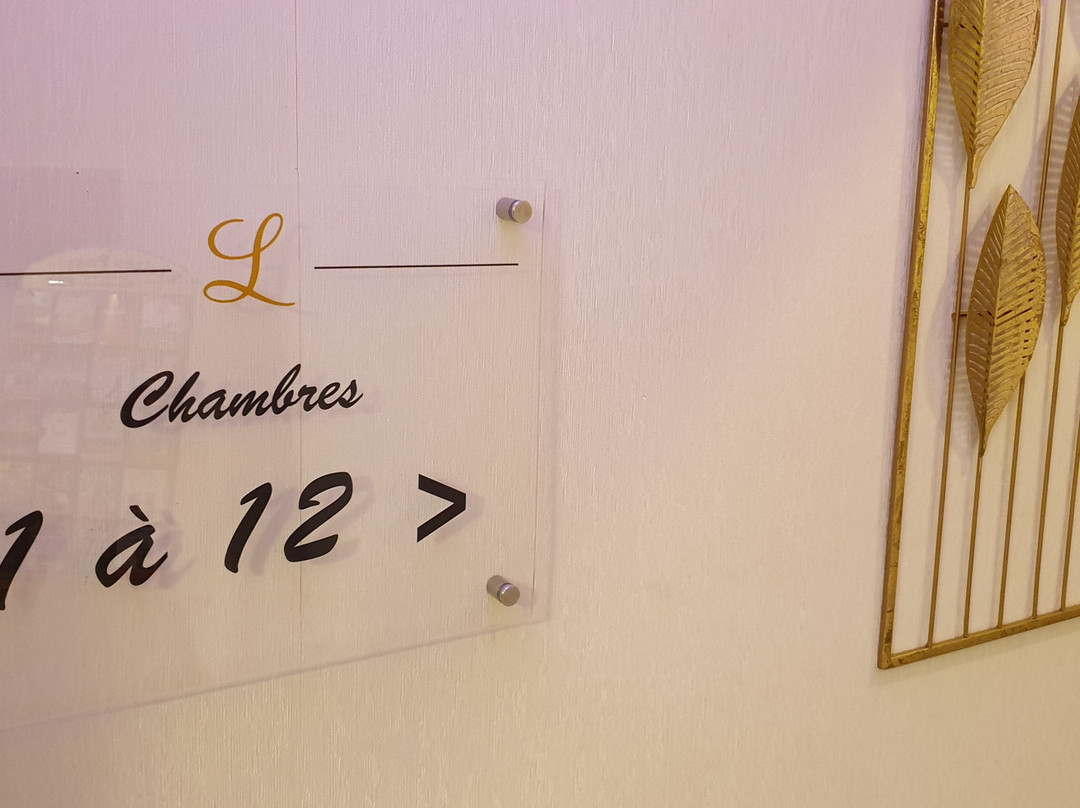 L
Chambres
1 à 12 >